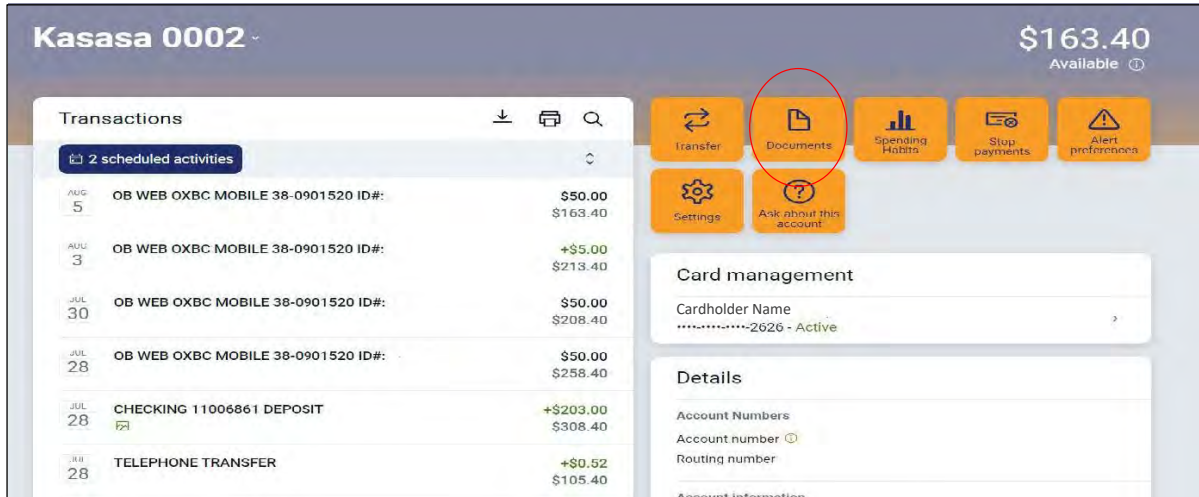 Kasasa 0002
$163.40
Available
Transactions
2 scheduled activities
AUG
5
OB WEB OXBC MOBILE 38-0901520 ID#:
$50.00
$163.40
AUG
3
OB WEB OXBC MOBILE 38-0901520 ID#:
+$5.00
$213.40
JUL
30
OB WEB OXBC MOBILE 38-0901520 ID#:
$50.00
$208.40
JUL
28
OB WEB OXBC MOBILE 38-0901520 ID#:
$50.00
$258.40
JUL
28
CHECKING 11006861 DEPOSIT
+$203.00
$308.40
JUL
28
TELEPHONE TRANSFER
+$0.52
$105.40
Transfer
Documents
Spending
Habits
Stop
payments
Alert
preferences
Settings
Ask about this
account
Card management
Cardholder Name
••••-••••-••••-2626 - Active
Details
Account Numbers
Account number
Routing number
Account information